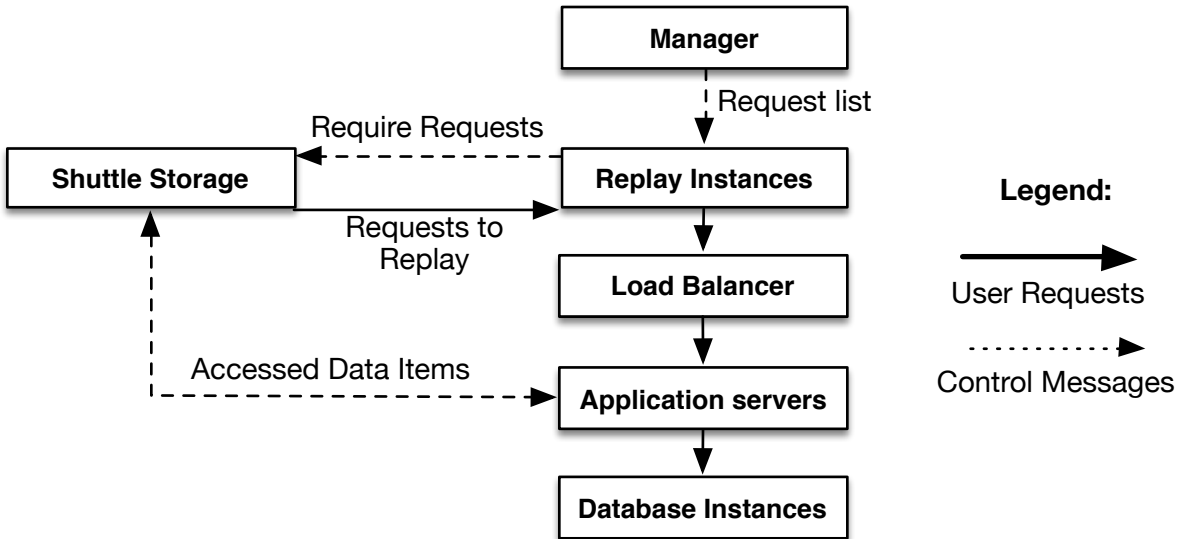 Manager
Request list
Require Requests
Shuttle Storage
Replay Instances
Legend:
Requests to
Replay
Load Balancer
User Requests
Accessed Data Items
Control Messages
Application servers
Database Instances